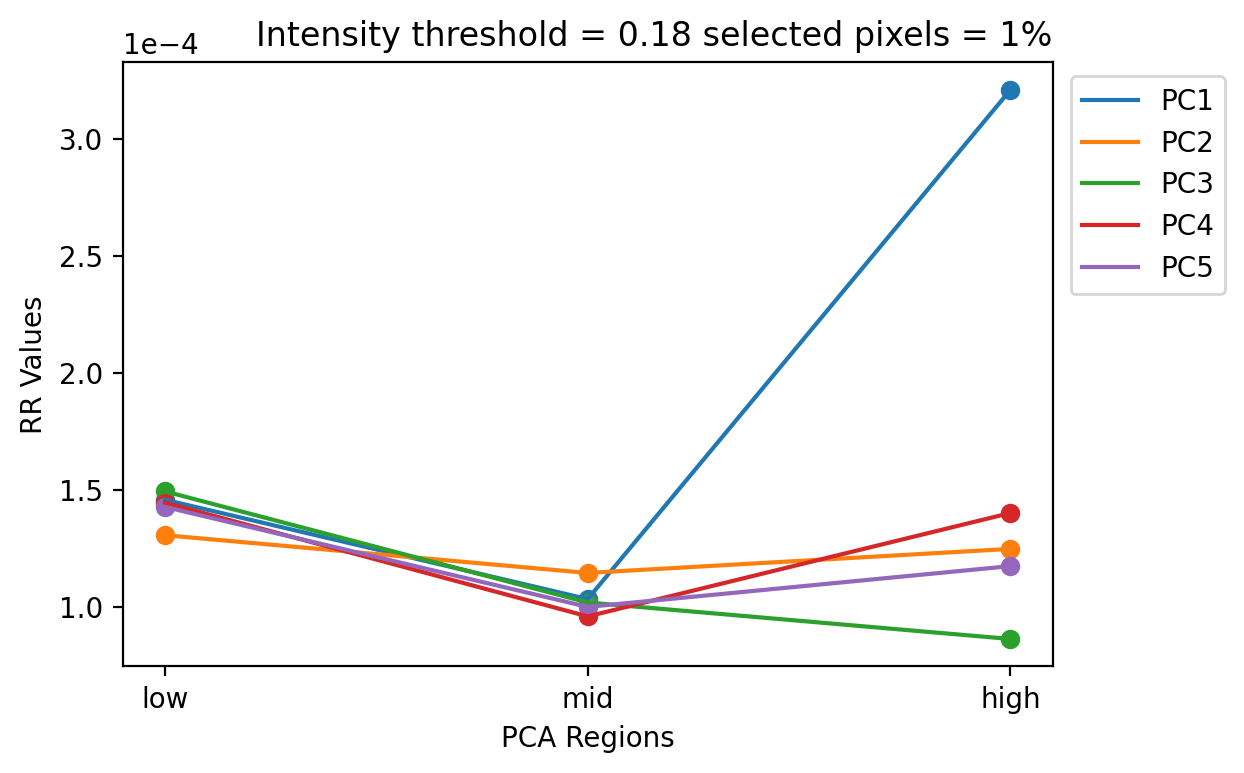 Intensity threshold = 0.18 selected pixels = 1%
1e−4
3.0
2.5
2.0
1.5
1.0
RR Values
low mid high
PCA Regions
PC1
PC2
PC3
PC4
PC5